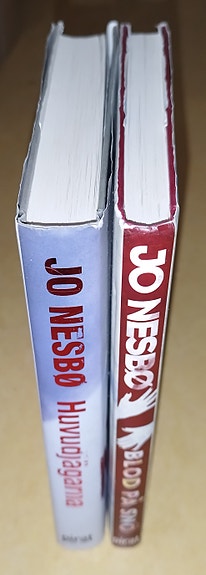 JO NESBØ Huvudjägarna
JO NESBØ BLOD PÅ SNÖ